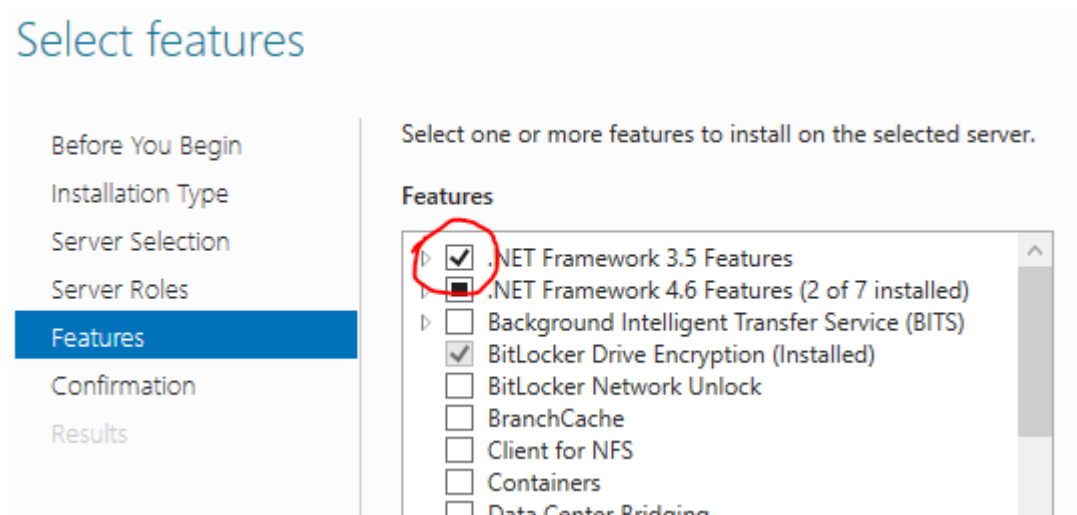 Select features
Before You Begin
Installation Type
Server Selection
Server Roles
Features
Confirmation
Results
Select one or more features to install on the selected server.
Features
.NET Framework 3.5 Features
.NET Framework 4.6 Features (2 of 7 installed)
Background Intelligent Transfer Service (BITS)
BitLocker Drive Encryption (Installed)
BitLocker Network Unlock
BranchCache
Client for NFS
Containers
Data Center Bridging